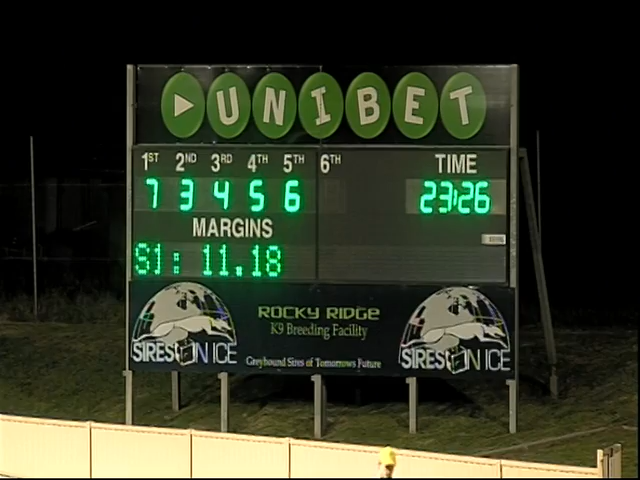 UNIBET
1ST 2ND 3RD 4TH 5TH 6TH TIME
7 3 4 5 6 23:26
MARGINS
S1: 11.18
ROCKY RIDGE
K9 Breeding Facility
SIRES ON ICE
Greyhound Sires of Tomorrows Future
SIRES ON ICE